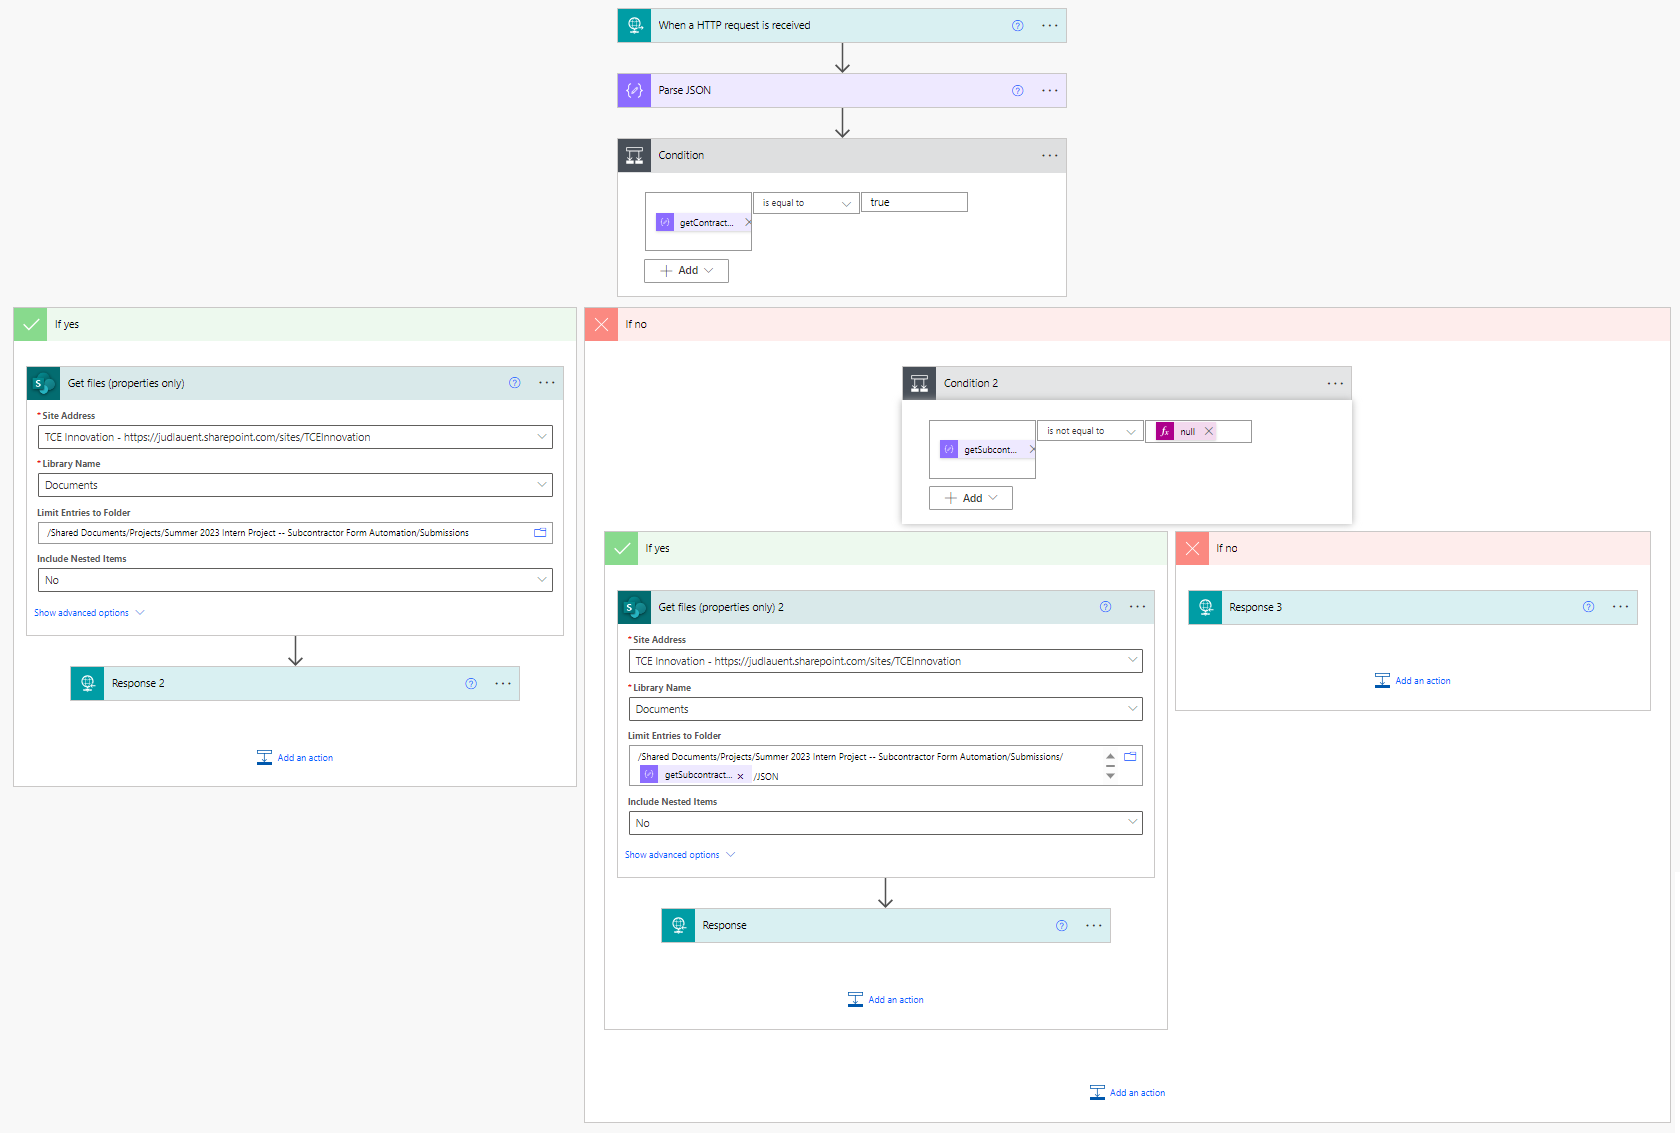 When a HTTP request is received
Parse JSON
Condition
getContract...
is equal to
true
Add
If yes
Get files (properties only)
* Site Address
TCE Innovation - https://judlauent.sharepoint.com/sites/TCEInnovation
* Library Name
Documents
Limit Entries to Folder
/Shared Documents/Projects/Summer 2023 Intern Project -- Subcontractor Form Automation/Submissions
Include Nested Items
No
Show advanced options
Response 2
Add an action
If no
Condition 2
getSubcont...
is not equal to
fx null
Add
If yes
Get files (properties only) 2
* Site Address
TCE Innovation - https://judlauent.sharepoint.com/sites/TCEInnovation
* Library Name
Documents
Limit Entries to Folder
/Shared Documents/Projects/Summer 2023 Intern Project -- Subcontractor Form Automation/Submissions/
getSubcontract... /JSON
Include Nested Items
No
Show advanced options
Response
Add an action
If no
Response 3
Add an action
Add an action